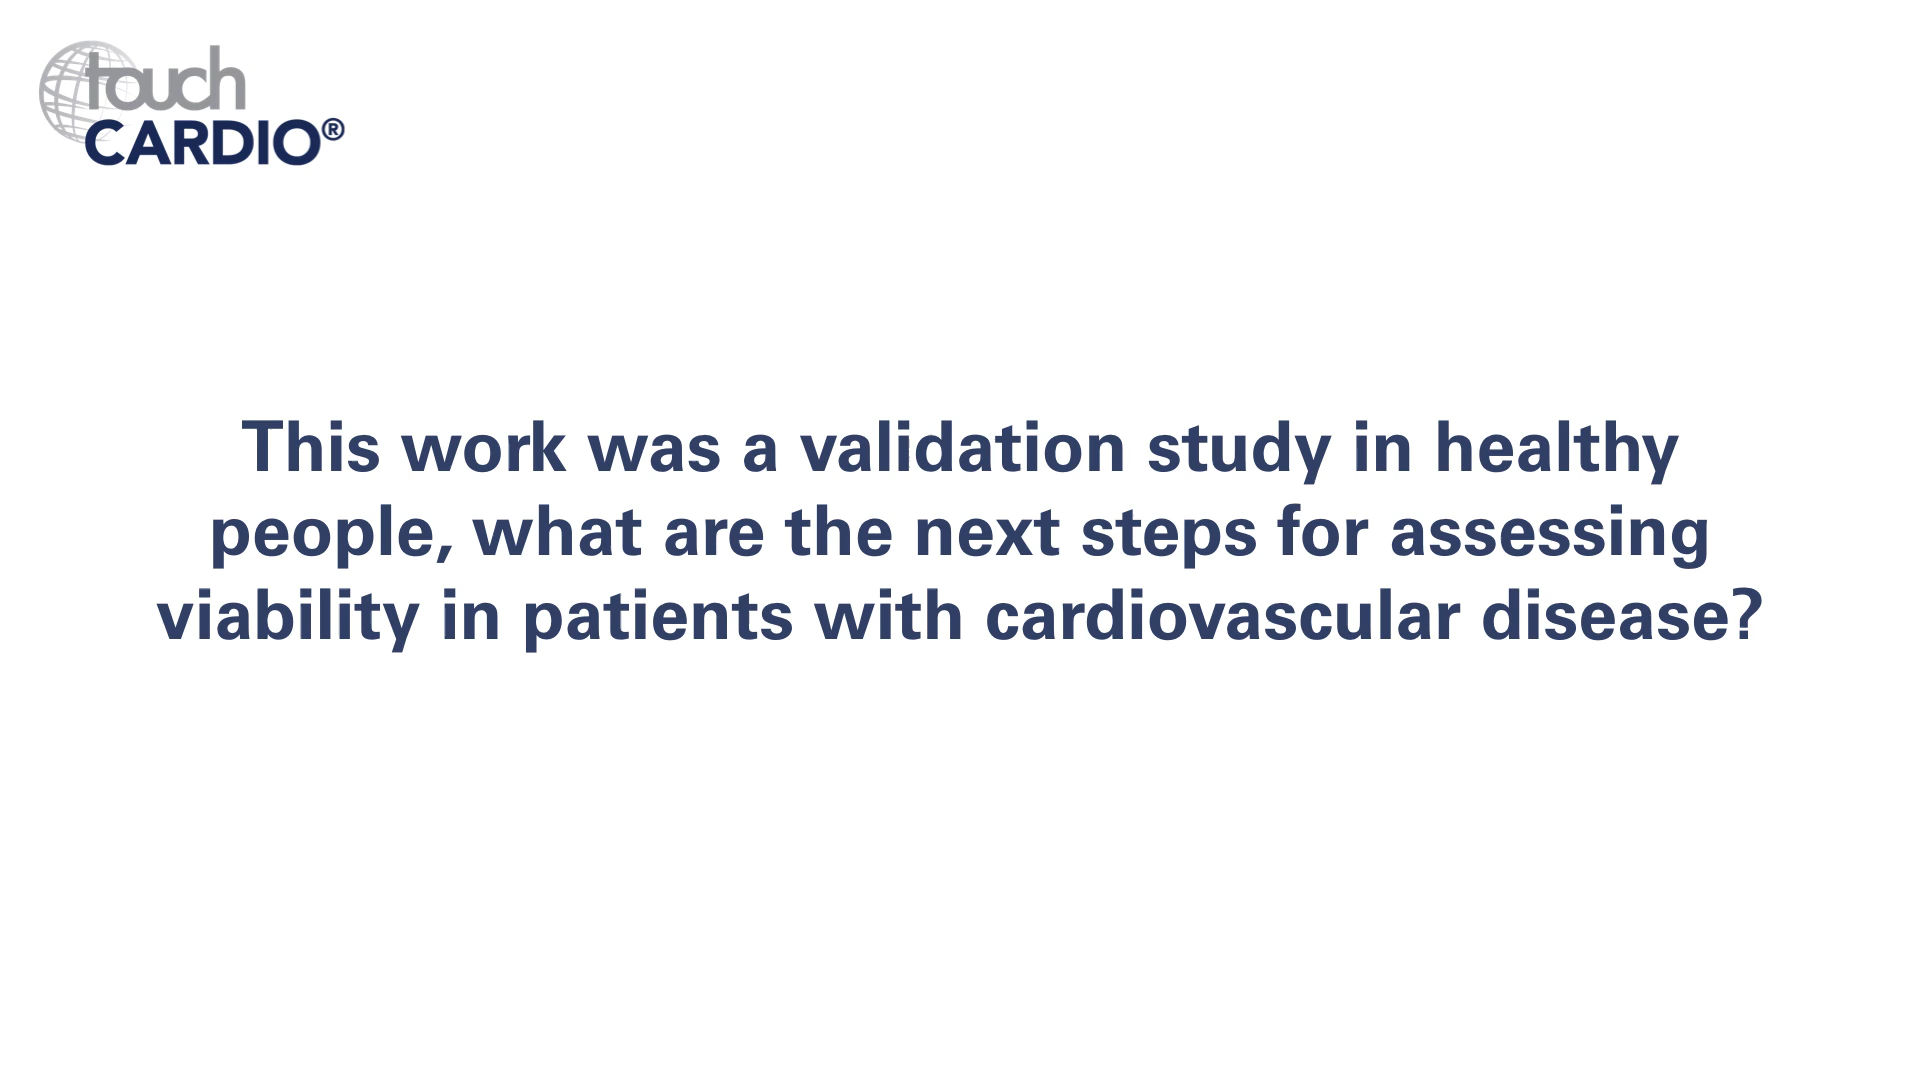 touch
CARDIO®
This work was a validation study in healthy
people, what are the next steps for assessing
viability in patients with cardiovascular disease?